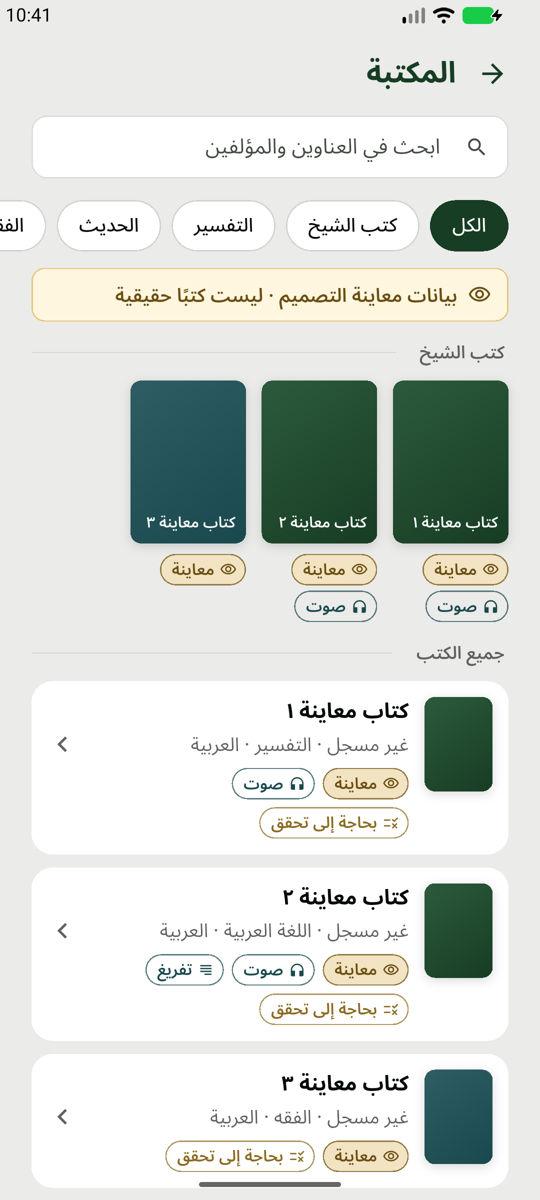 10:41
المكتبة
ابحث في العناوين والمؤلفين
الكل
كتب الشيخ
التفسير
الحديث
بيانات معاينة التصميم · ليست كتبًا حقيقية
كتب الشيخ
كتاب معاينة ١
كتاب معاينة ٢
كتاب معاينة ٣
معاينة
معاينة
معاينة
صوت
صوت
جميع الكتب
كتاب معاينة ١
غير مسجل · التفسير · العربية
معاينة
صوت
بحاجة إلى تحقق
كتاب معاينة ٢
غير مسجل · اللغة العربية · العربية
معاينة
صوت
تفريغ
بحاجة إلى تحقق
كتاب معاينة ٣
غير مسجل · الفقه · العربية
معاينة
بحاجة إلى تحقق